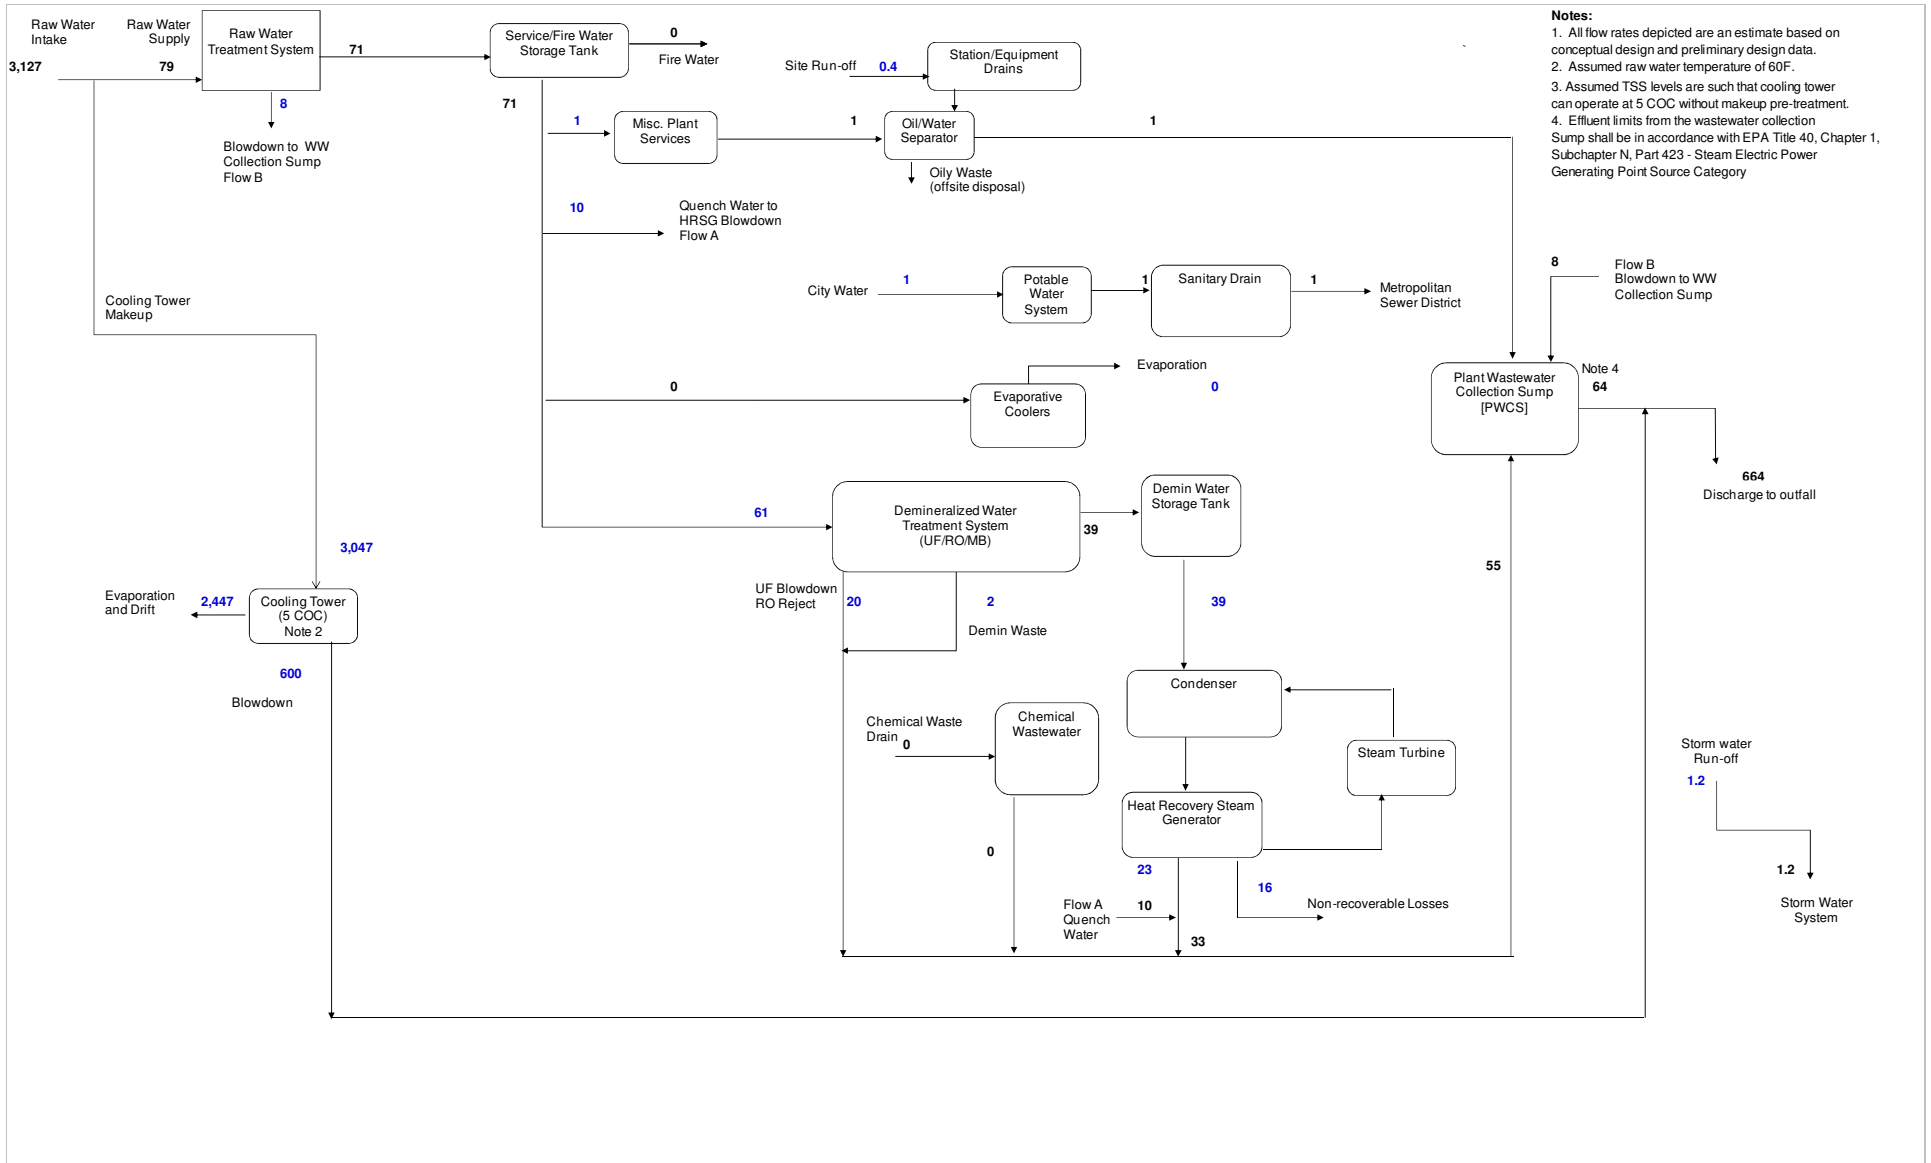 Raw Water
Intake
3,127
Raw Water
Supply
79
Raw Water
Treatment System
71
8
Blowdown to WW
Collection Sump
Flow B
Service/Fire Water
Storage Tank
0
Fire Water
71
Site Run-off
0.4
Station/Equipment
Drains
1
Misc. Plant
Services
1
Oil/Water
Separator
1
Oily Waste
(offsite disposal)
10
Quench Water to
HRSG Blowdown
Flow A
Notes:
1. All flow rates depicted are an estimate based on
conceptual design and preliminary design data.
2. Assumed raw water temperature of 60F.
3. Assumed TSS levels are such that cooling tower
can operate at 5 COC without makeup pre-treatment.
4. Effluent limits from the wastewater collection
Sump shall be in accordance with EPA Title 40, Chapter 1,
Subchapter N, Part 423 - Steam Electric Power
Generating Point Source Category
City Water
1
Potable
Water
System
1
Sanitary Drain
1
Metropolitan
Sewer District
8
Flow B
Blowdown to WW
Collection Sump
Cooling Tower
Makeup
0
Evaporative
Coolers
Evaporation
0
Plant Wastewater
Collection Sump
[PWCS]
Note 4
64
664
Discharge to outfall
61
Demineralized Water
Treatment System
(UF/RO/MB)
39
Demin Water
Storage Tank
55
3,047
Evaporation
and Drift
2,447
Cooling Tower
(5 COC)
Note 2
600
Blowdown
UF Blowdown
RO Reject
20
2
Demin Waste
39
Condenser
Chemical Waste
Drain
0
Chemical
Wastewater
0
Steam Turbine
Heat Recovery Steam
Generator
23
16
Flow A
Quench
Water
10
33
Non-recoverable Losses
Storm water
Run-off
1.2
1.2
Storm Water
System